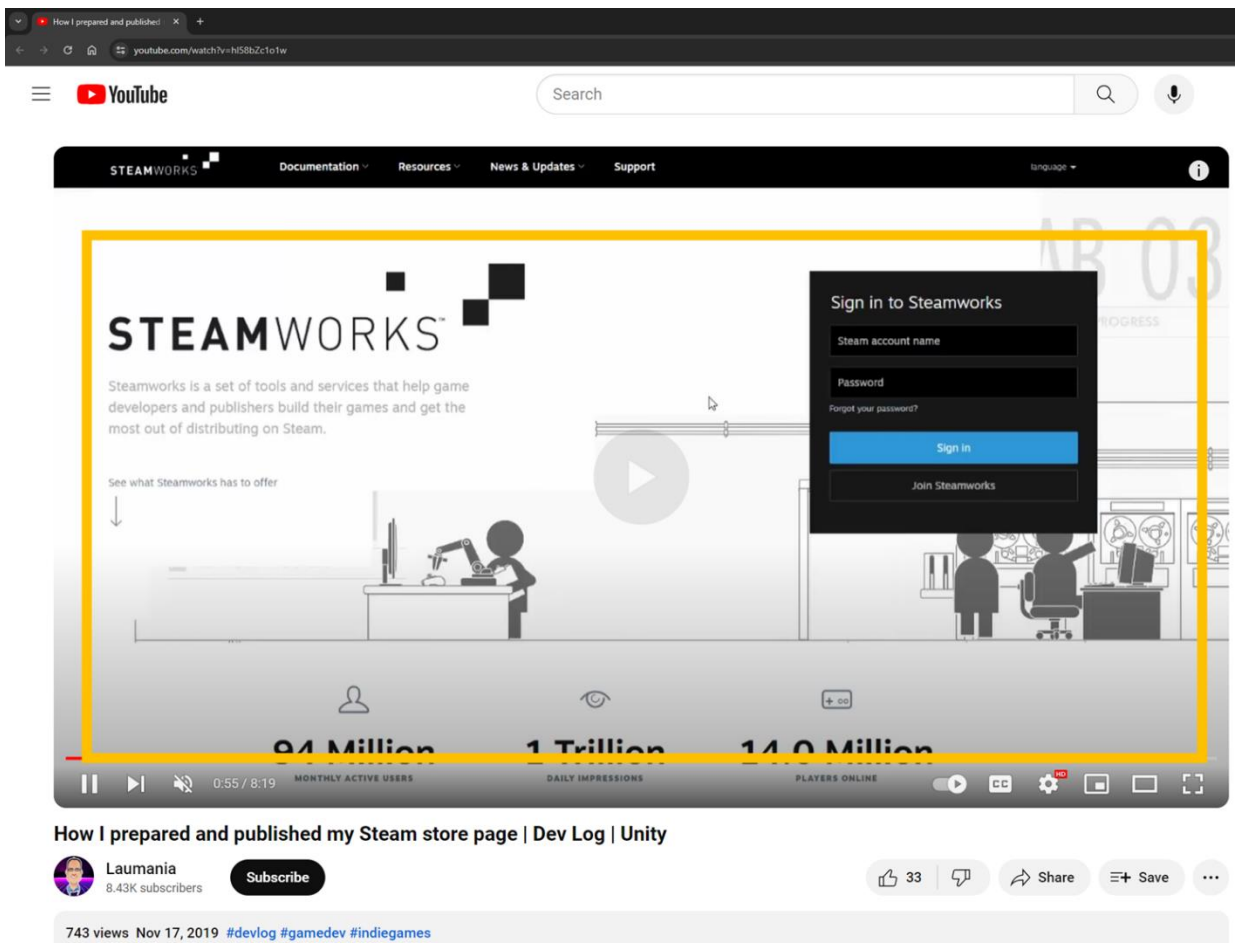 How I prepared and published
youtube.com/watch?v=hI58bZc1o1w
YouTube
Search
STEAMWORKS
Documentation
Resources
News & Updates
Support
language
AB 03
PROGRESS
STEAMWORKS™
Steamworks is a set of tools and services that help game
developers and publishers build their games and get the
most out of distributing on Steam.
See what Steamworks has to offer
Sign in to Steamworks
Steam account name
Password
Forgot your password?
Sign in
Join Steamworks
94 Million
MONTHLY ACTIVE USERS
1 Trillion
DAILY IMPRESSIONS
14.0 Million
PLAYERS ONLINE
0:55 / 8:19
CC
HD
How I prepared and published my Steam store page | Dev Log | Unity
Laumania
8.43K subscribers
Subscribe
33
Share
Save
743 views Nov 17, 2019 #devlog #gamedev #indiegames